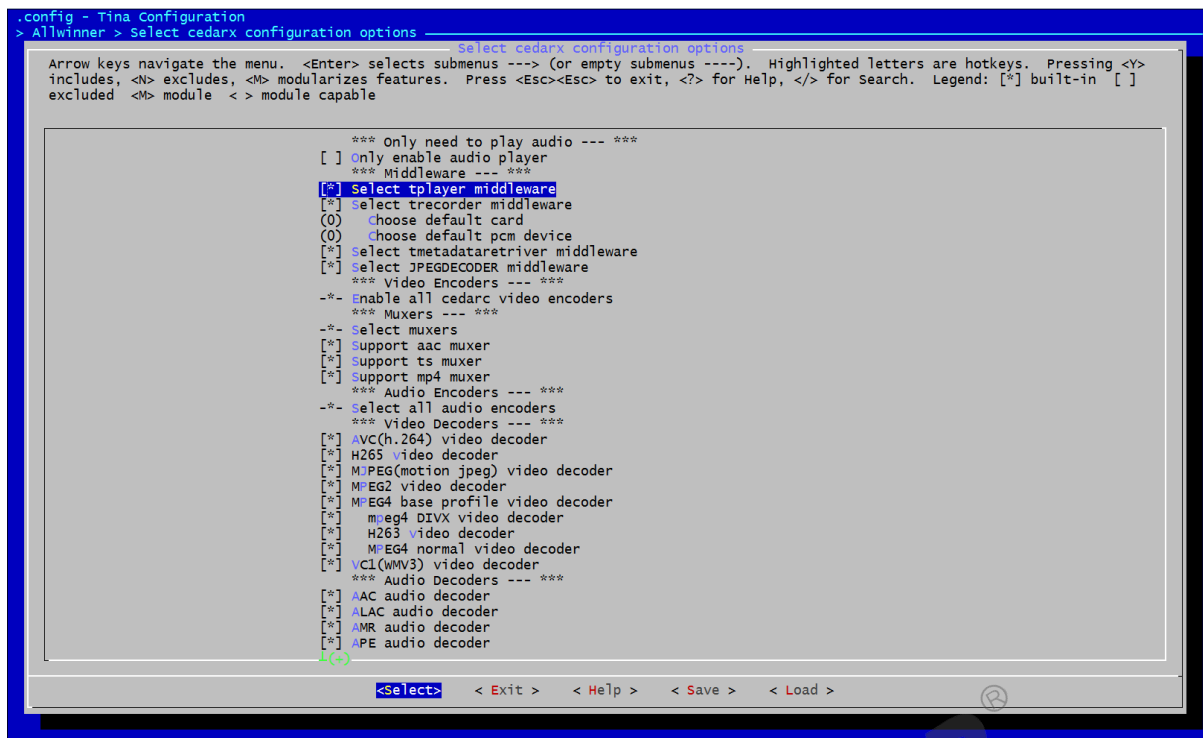 .config - Tina Configuration
> Allwinner > Select cedarx configuration options
Select cedarx configuration options
Arrow keys navigate the menu.  <Enter> selects submenus ---> (or empty submenus ----).  Highlighted letters are hotkeys.  Pressing <Y>
includes, <N> excludes, <M> modularizes features.  Press <Esc><Esc> to exit, <?> for Help, </> for Search.  Legend: [*] built-in  [ ]
excluded  <M> module  < > module capable
*** Only need to play audio --- ***
[ ] Only enable audio player
*** Middleware --- ***
[*] Select tplayer middleware
[*] Select trecorder middleware
(0)   Choose default card
(0)   Choose default pcm device
[*] Select tmetadataretriver middleware
[*] Select JPEGDECODER middleware
*** Video Encoders --- ***
-*- Enable all cedarc video encoders
*** Muxers --- ***
-*- Select muxers
[*] Support aac muxer
[*] Support ts muxer
[*] Support mp4 muxer
*** Audio Encoders --- ***
-*- Select all audio encoders
*** Video Decoders --- ***
[*] AVC(h.264) video decoder
[*] H265 video decoder
[*] MJPEG(motion jpeg) video decoder
[*] MPEG2 video decoder
[*] MPEG4 base profile video decoder
[*]   mpeg4 DIVX video decoder
[*]   H263 video decoder
[*]   MPEG4 normal video decoder
[*] VC1(WMV3) video decoder
*** Audio Decoders --- ***
[*] AAC audio decoder
[*] ALAC audio decoder
[*] AMR audio decoder
[*] APE audio decoder
┴(+)
<Select>    < Exit >    < Help >    < Save >    < Load >
®